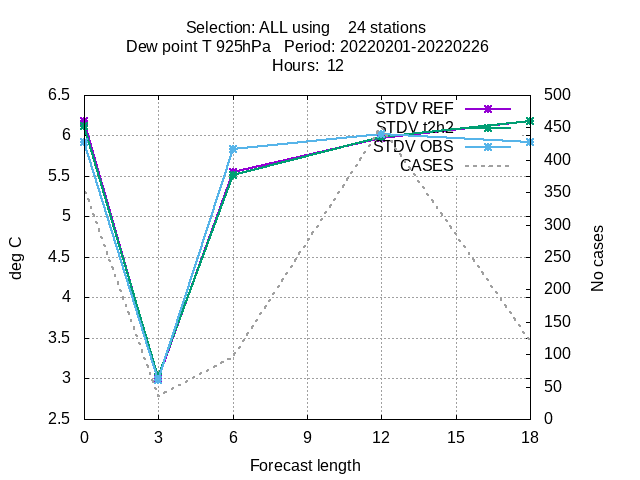 Selection: ALL using 24 stations
Dew point T 925hPa Period: 20220201-20220226
Hours: 12
6.5
6
5.5
5
4.5
4
3.5
3
2.5
500
450
400
350
300
250
200
150
100
50
0
STDV REF
STDV t2h2
STDV OBS
CASES
deg C
No cases
0 3 6 9 12 15 18
Forecast length